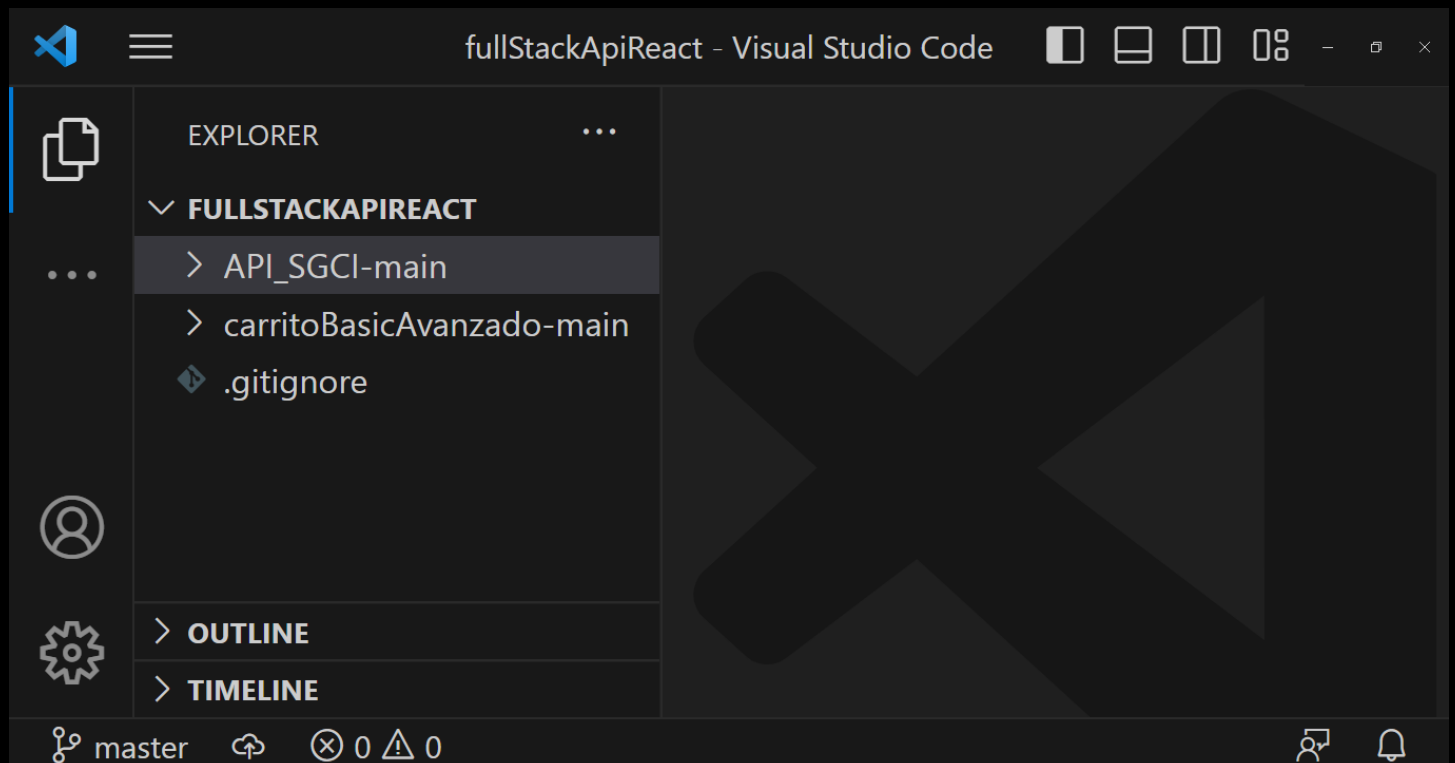 fullStackApiReact - Visual Studio Code
EXPLORER
FULLSTACKAPIREACT
API_SGCI-main
carritoBasicAvanzado-main
.gitignore
OUTLINE
TIMELINE
master 0 0